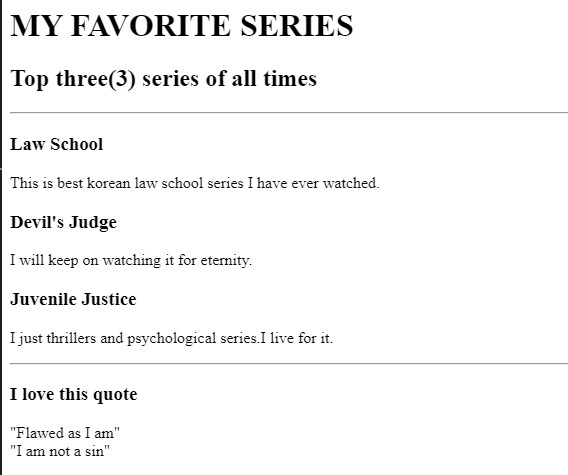 MY FAVORITE SERIES
Top three(3) series of all times
Law School
This is best korean law school series I have ever watched.
Devil's Judge
I will keep on watching it for eternity.
Juvenile Justice
I just thrillers and psychological series.I live for it.
I love this quote
"Flawed as I am"
"I am not a sin"